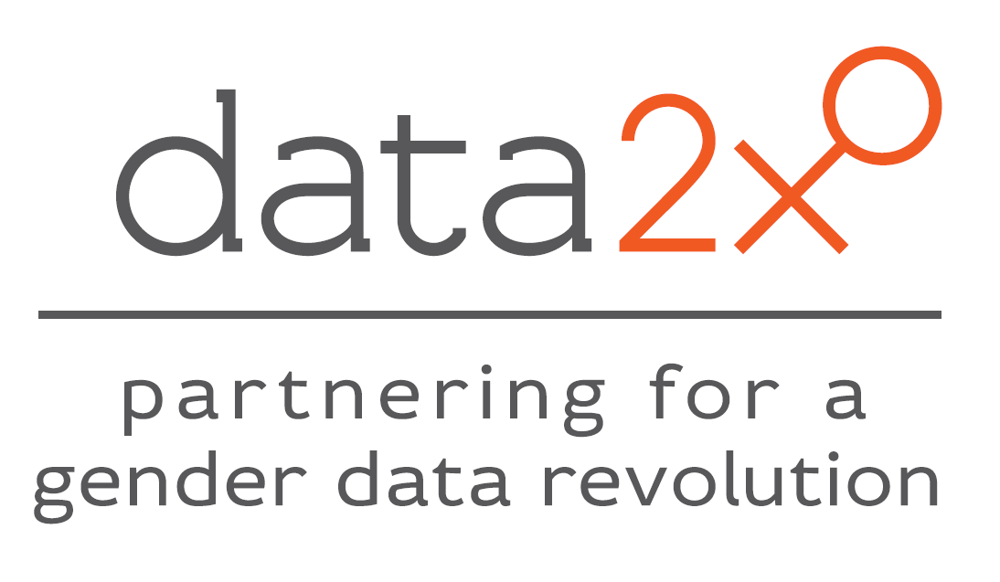 data2x
partnering for a
gender data revolution